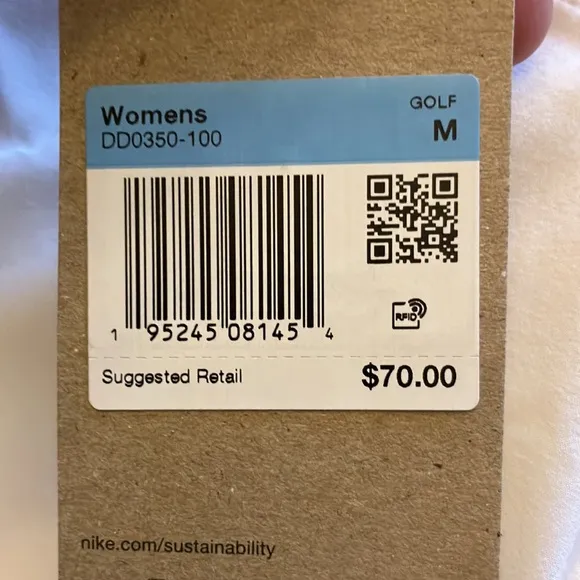 Womens
GOLF
DD0350-100
M
RFID
1 95245 08145 4
Suggested Retail
$70.00
nike.com/sustainability